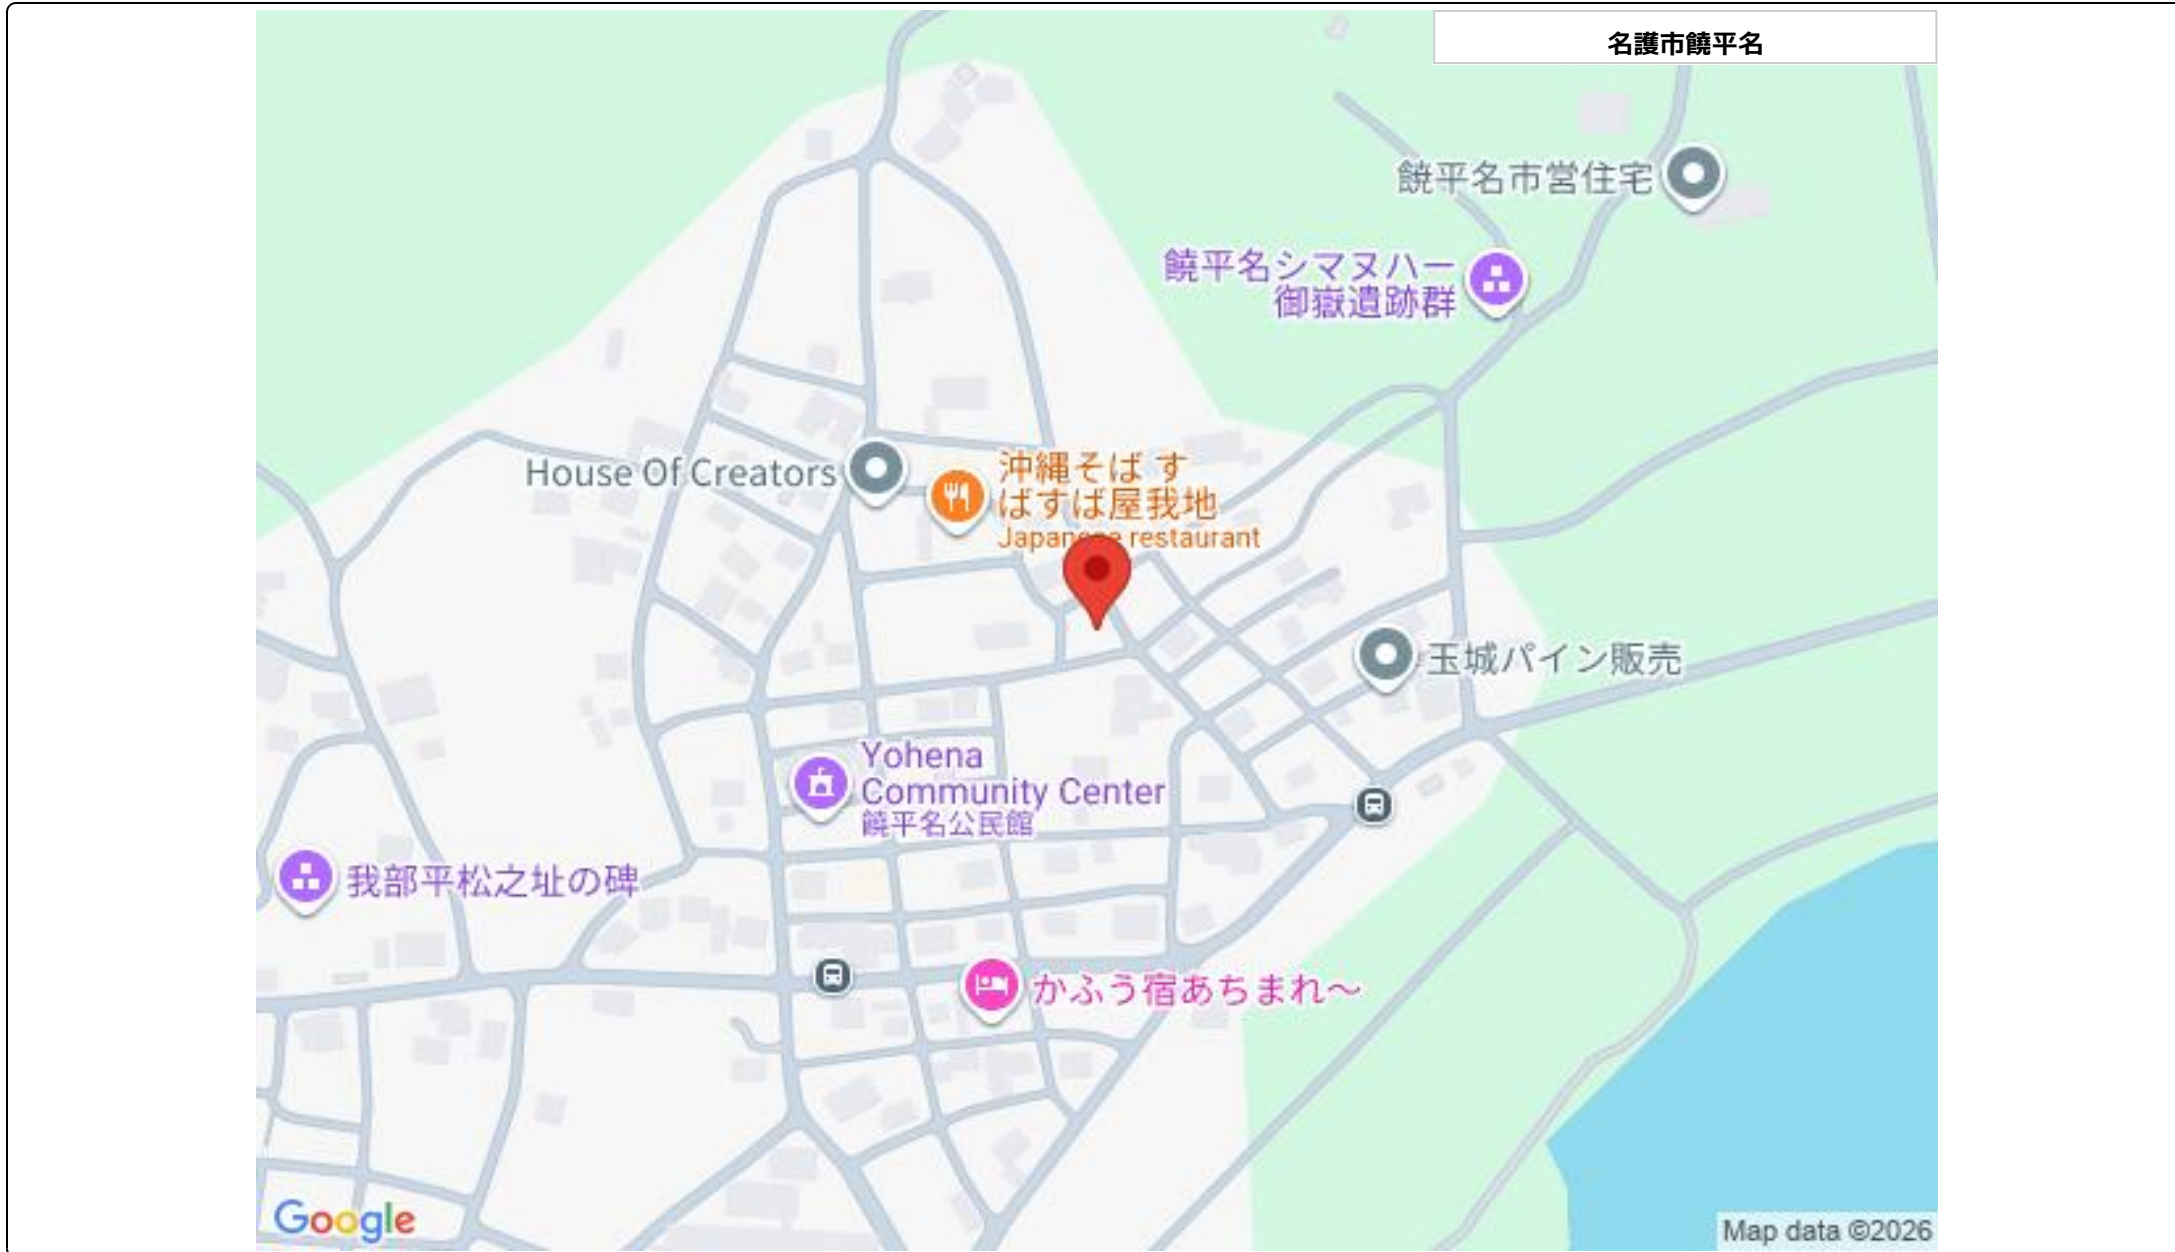 名護市饒平名
饒平名市営住宅
饒平名シマヌハー
御嶽遺跡群
House Of Creators
沖縄そば す
ばすば屋我地
Japanese restaurant
玉城パイン販売
Yohena
Community Center
饒平名公民館
我部平松之址の碑
かふう宿あちまれ～
Google
Map data ©2026